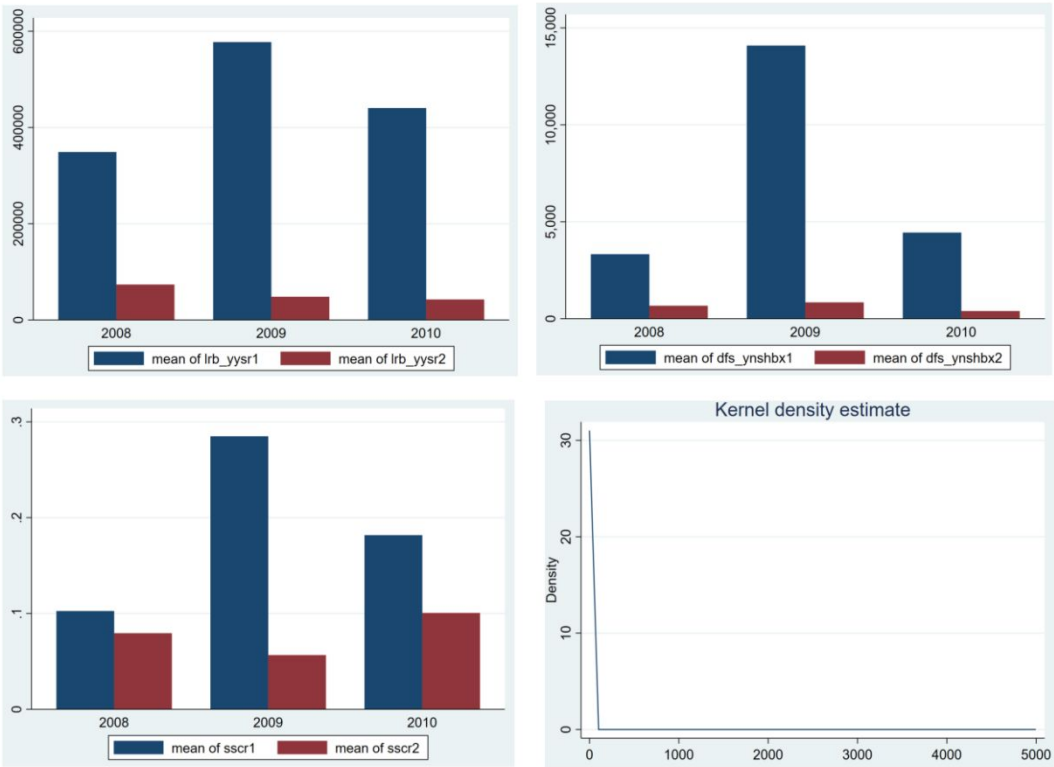 600000
400000
200000
0
2008 2009 2010
mean of lrb_yysr1 mean of lrb_yysr2
15,000
10,000
5,000
0
2008 2009 2010
mean of dfs_ynshbx1 mean of dfs_ynshbx2
.3
.2
.1
0
2008 2009 2010
mean of sscr1 mean of sscr2
Kernel density estimate
30
20
10
0
Density
0 1000 2000 3000 4000 5000